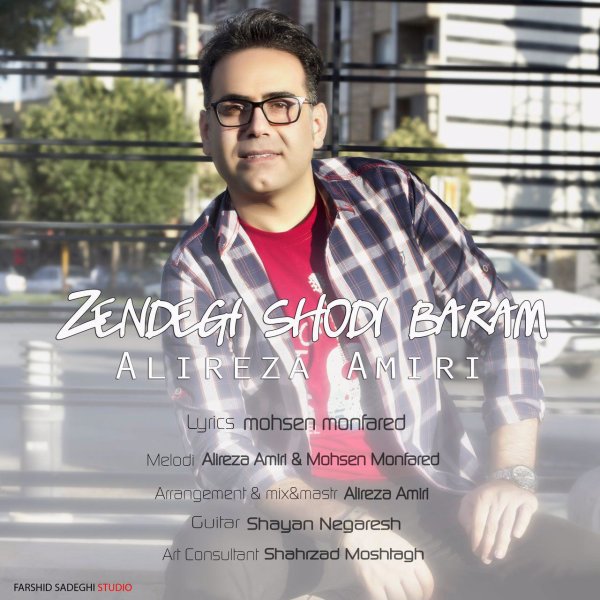 ZENDEGI SHODI BARAM
ALIREZA AMIRI
Lyrics mohsen monfared
Melodi Alireza Amiri & Mohsen Monfared
Arrangement & mix&mastr Alireza Amiri
Guitar Shayan Negaresh
Art Consultant Shahrzad Moshtagh
FARSHID SADEGHI STUDIO